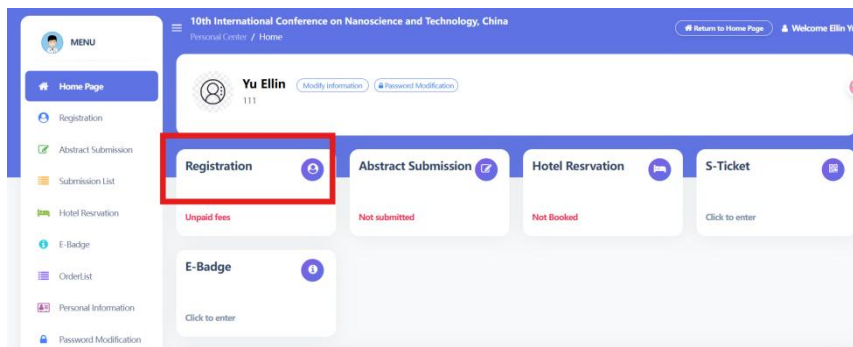 MENU
Home Page
Registration
Abstract Submission
Submission List
Hotel Resrvation
E-Badge
OrderList
Personal Information
Password Modification
10th International Conference on Nanoscience and Technology, China
Personal Center / Home
Return to Home Page
Welcome Ellin Yu
Yu Ellin
Modify Information
Password Modification
111
Registration
Unpaid fees
Abstract Submission
Not submitted
Hotel Resrvation
Not Booked
S-Ticket
Click to enter
E-Badge
Click to enter